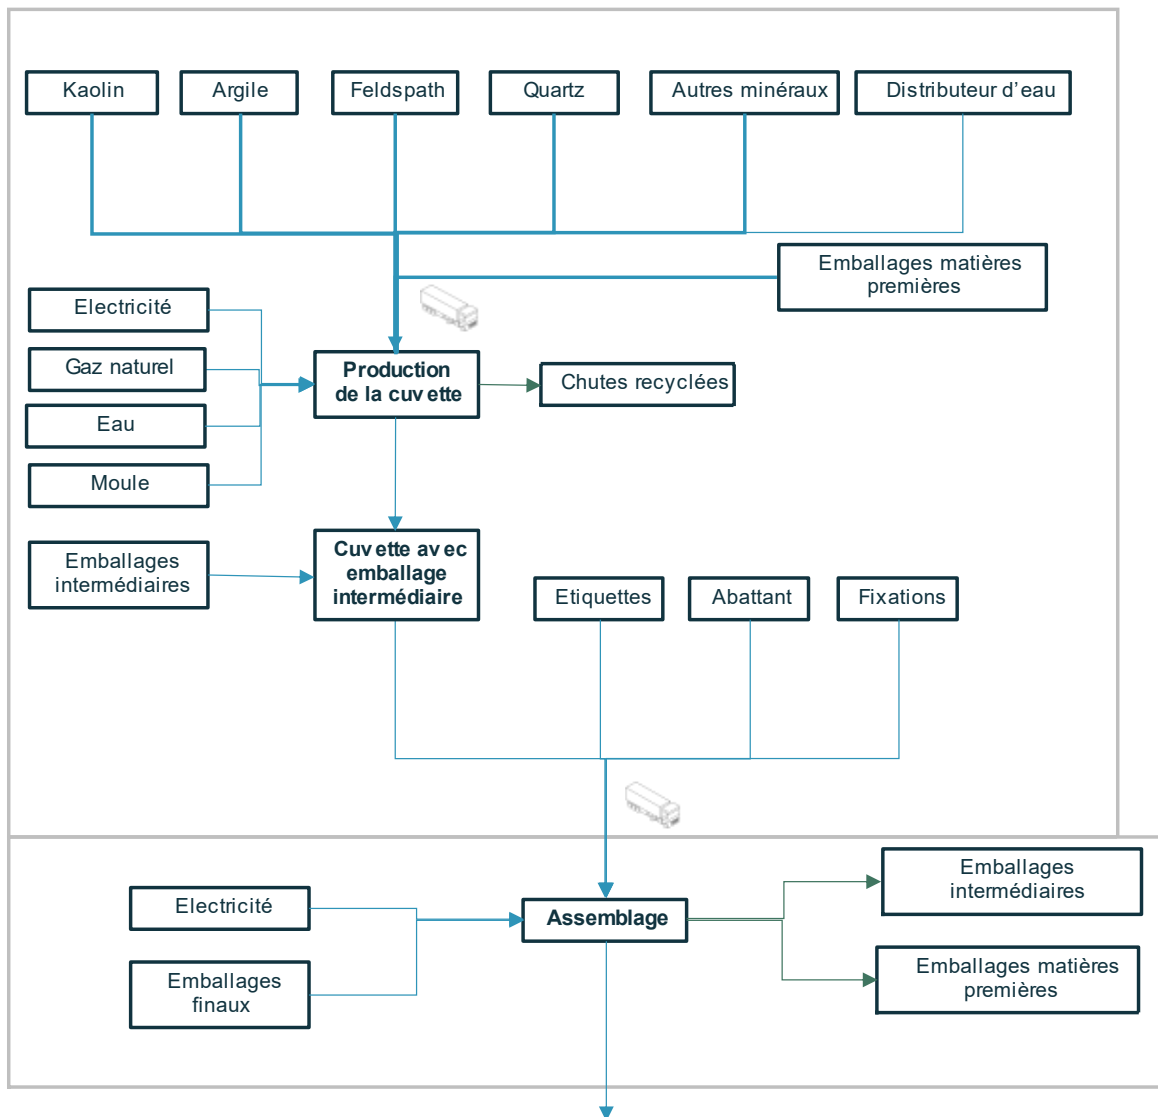 Kaolin
Argile
Feldspath
Quartz
Autres minéraux
Distributeur d'eau
Emballages matières
premières
Electricité
Gaz naturel
Eau
Moule
Production
de la cuvette
Chutes recyclées
Emballages
intermédiaires
Cuvette avec
emballage
intermédiaire
Etiquettes
Abattant
Fixations
Electricité
Emballages
finaux
Assemblage
Emballages
intermédiaires
Emballages matières
premières